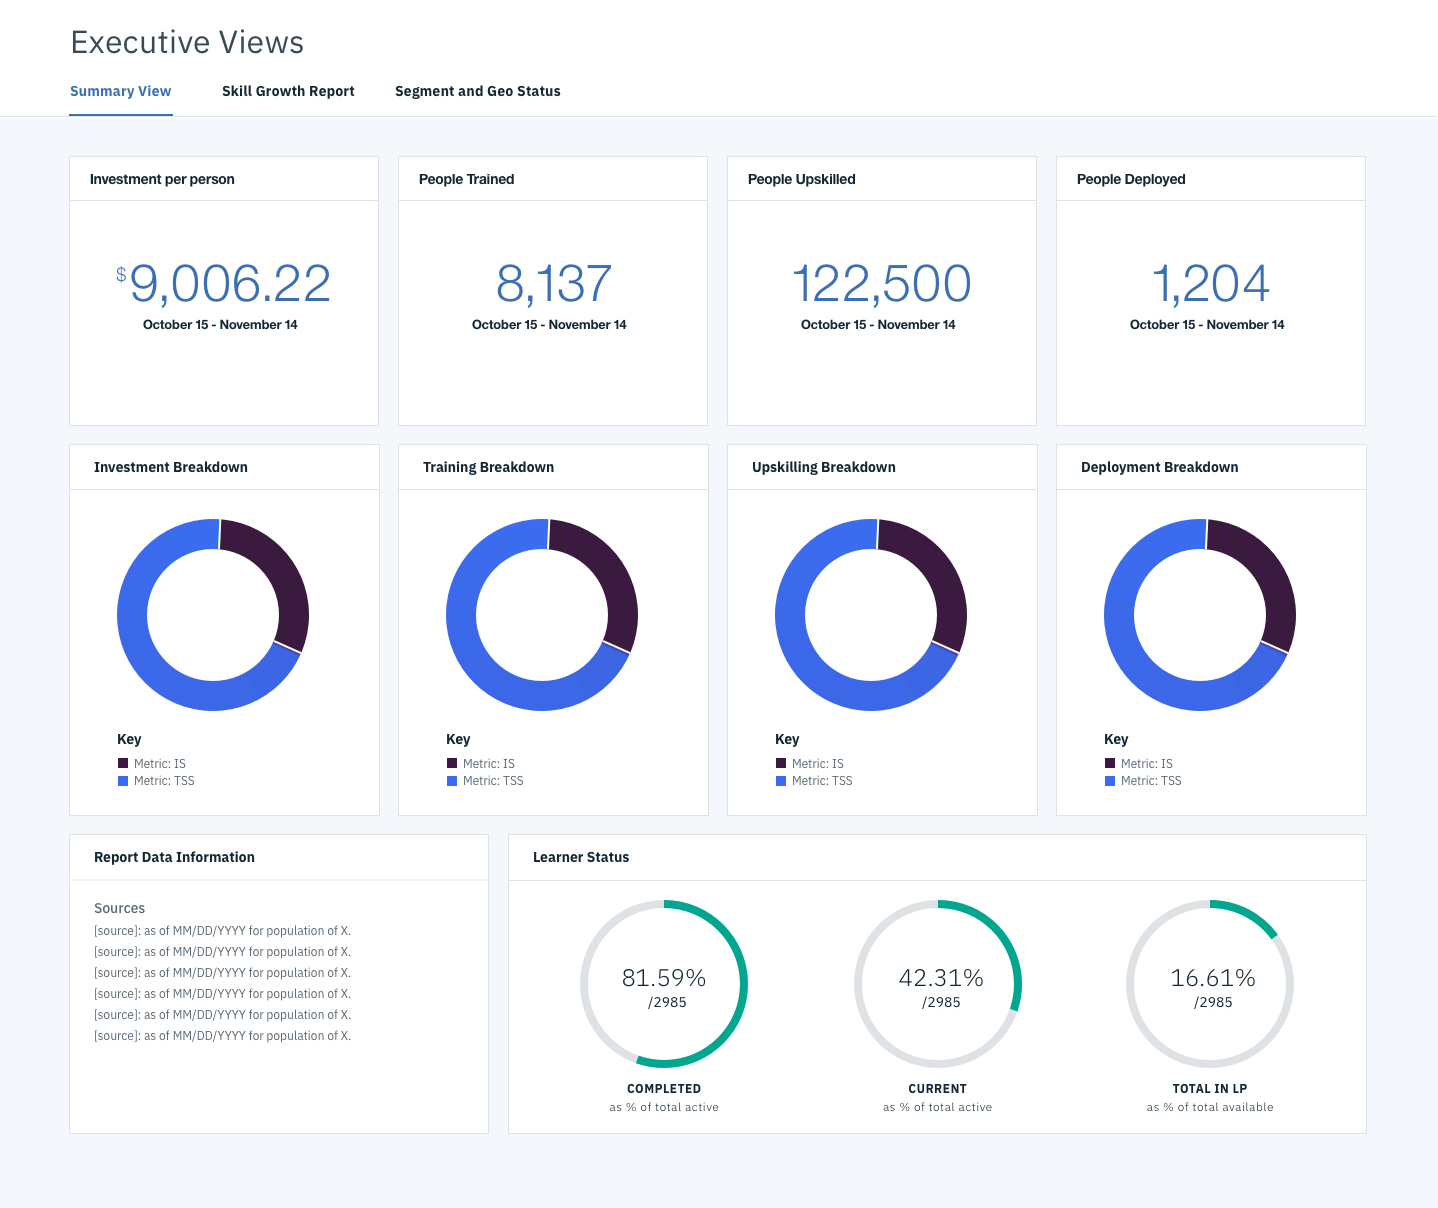 Executive Views
Summary View Skill Growth Report Segment and Geo Status
Investment per person
$9,006.22
October 15 - November 14
People Trained
8,137
October 15 - November 14
People Upskilled
122,500
October 15 - November 14
People Deployed
1,204
October 15 - November 14
Investment Breakdown
Key
Metric: IS
Metric: TSS
Training Breakdown
Key
Metric: IS
Metric: TSS
Upskilling Breakdown
Key
Metric: IS
Metric: TSS
Deployment Breakdown
Key
Metric: IS
Metric: TSS
Report Data Information
Sources
[source]: as of MM/DD/YYYY for population of X.
[source]: as of MM/DD/YYYY for population of X.
[source]: as of MM/DD/YYYY for population of X.
[source]: as of MM/DD/YYYY for population of X.
[source]: as of MM/DD/YYYY for population of X.
[source]: as of MM/DD/YYYY for population of X.
Learner Status
81.59%
/2985
COMPLETED
as % of total active
42.31%
/2985
CURRENT
as % of total active
16.61%
/2985
TOTAL IN LP
as % of total available